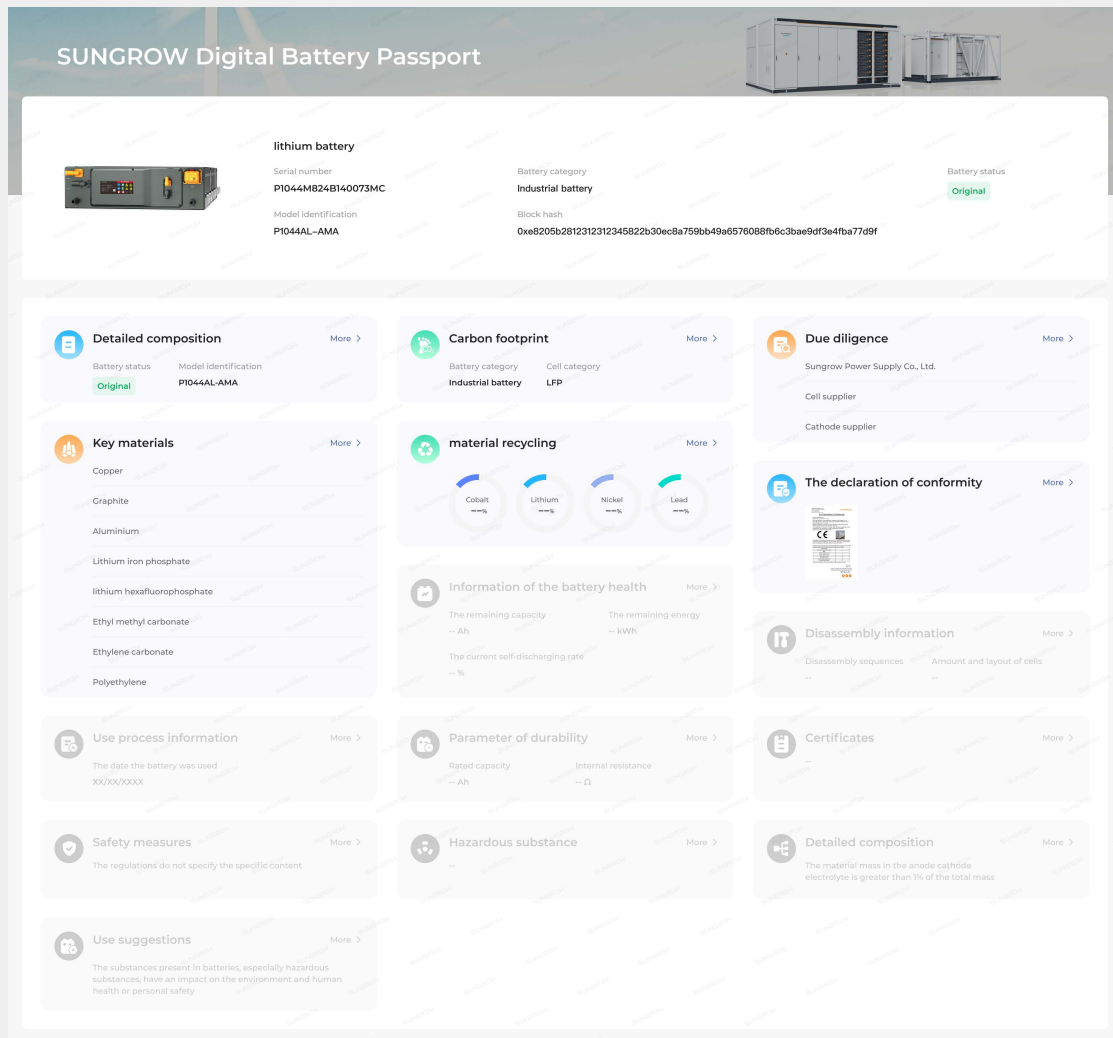 SUNGROW Digital Battery Passport
lithium battery
Serial number
P1044M824B140073MC
Battery category
Industrial battery
Battery status
Original
Model identification
P1044AL-AMA
Block hash
0xe8205b2812312312345822b30ec8a759bb49a6576088fb6c3bae9df3e4fba77d9f
Detailed composition
More >
Battery status
Model identification
Original
P1044AL-AMA
Carbon footprint
More >
Battery category
Cell category
Industrial battery
LFP
Due diligence
More >
Sungrow Power Supply Co., Ltd.
Cell supplier
Cathode supplier
Key materials
More >
Copper
Graphite
Aluminium
Lithium iron phosphate
lithium hexafluorophosphate
Ethyl methyl carbonate
Ethylene carbonate
Polyethylene
material recycling
More >
Cobalt
--%
Lithium
--%
Nickel
--%
Lead
--%
The declaration of conformity
More >
CE
Information of the battery health
More >
The remaining capacity
The remaining energy
-- Ah
-- kWh
The current self-discharging rate
-- %
Disassembly information
More >
Disassembly sequences
Amount and layout of cells
--
--
Use process information
More >
The date the battery was used
XX/XX/XXXX
Parameter of durability
More >
Rated capacity
Internal resistance
-- Ah
-- Ω
Certificates
More >
--
Safety measures
More >
The regulations do not specify the specific content
Hazardous substance
More >
--
Detailed composition
More >
The material mass in the anode cathode
electrolyte is greater than 1% of the total mass
Use suggestions
More >
The substances present in batteries, especially hazardous
substances, have an impact on the environment and human
health or personal safety